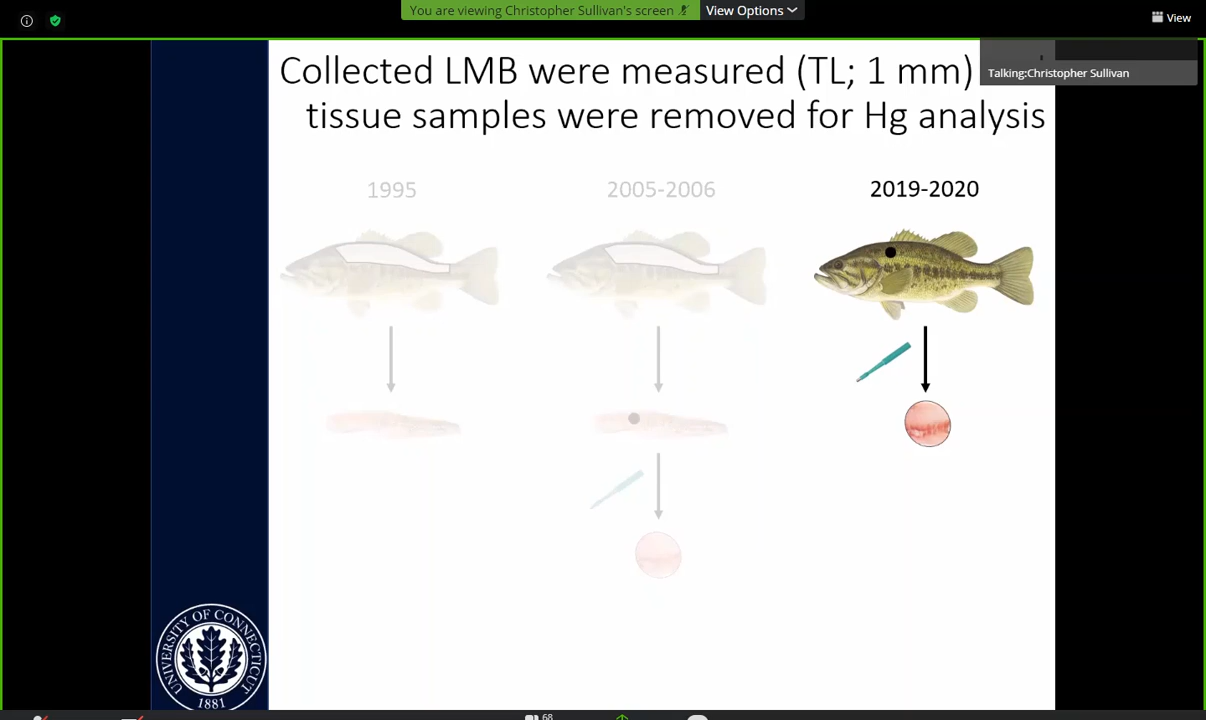 You are viewing Christopher Sullivan's screen
View Options
View
Talking:Christopher Sullivan
Collected LMB were measured (TL; 1 mm)
tissue samples were removed for Hg analysis
1995
2005-2006
2019-2020
UNIVERSITY OF CONNECTICUT
1881
68